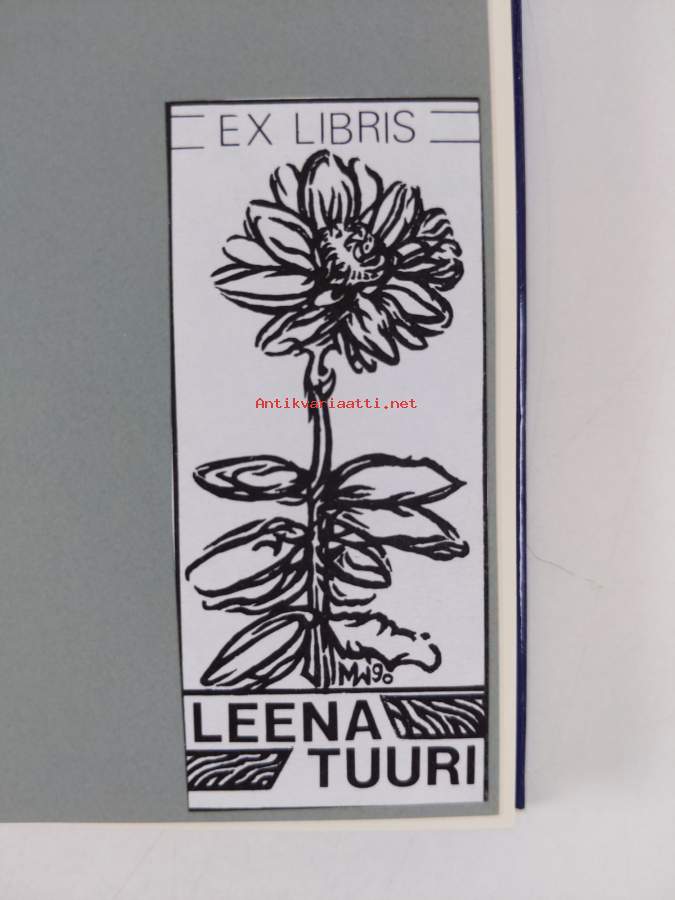 EX LIBRIS
Antikvariaatti.net
MW90
LEENA
TUURI